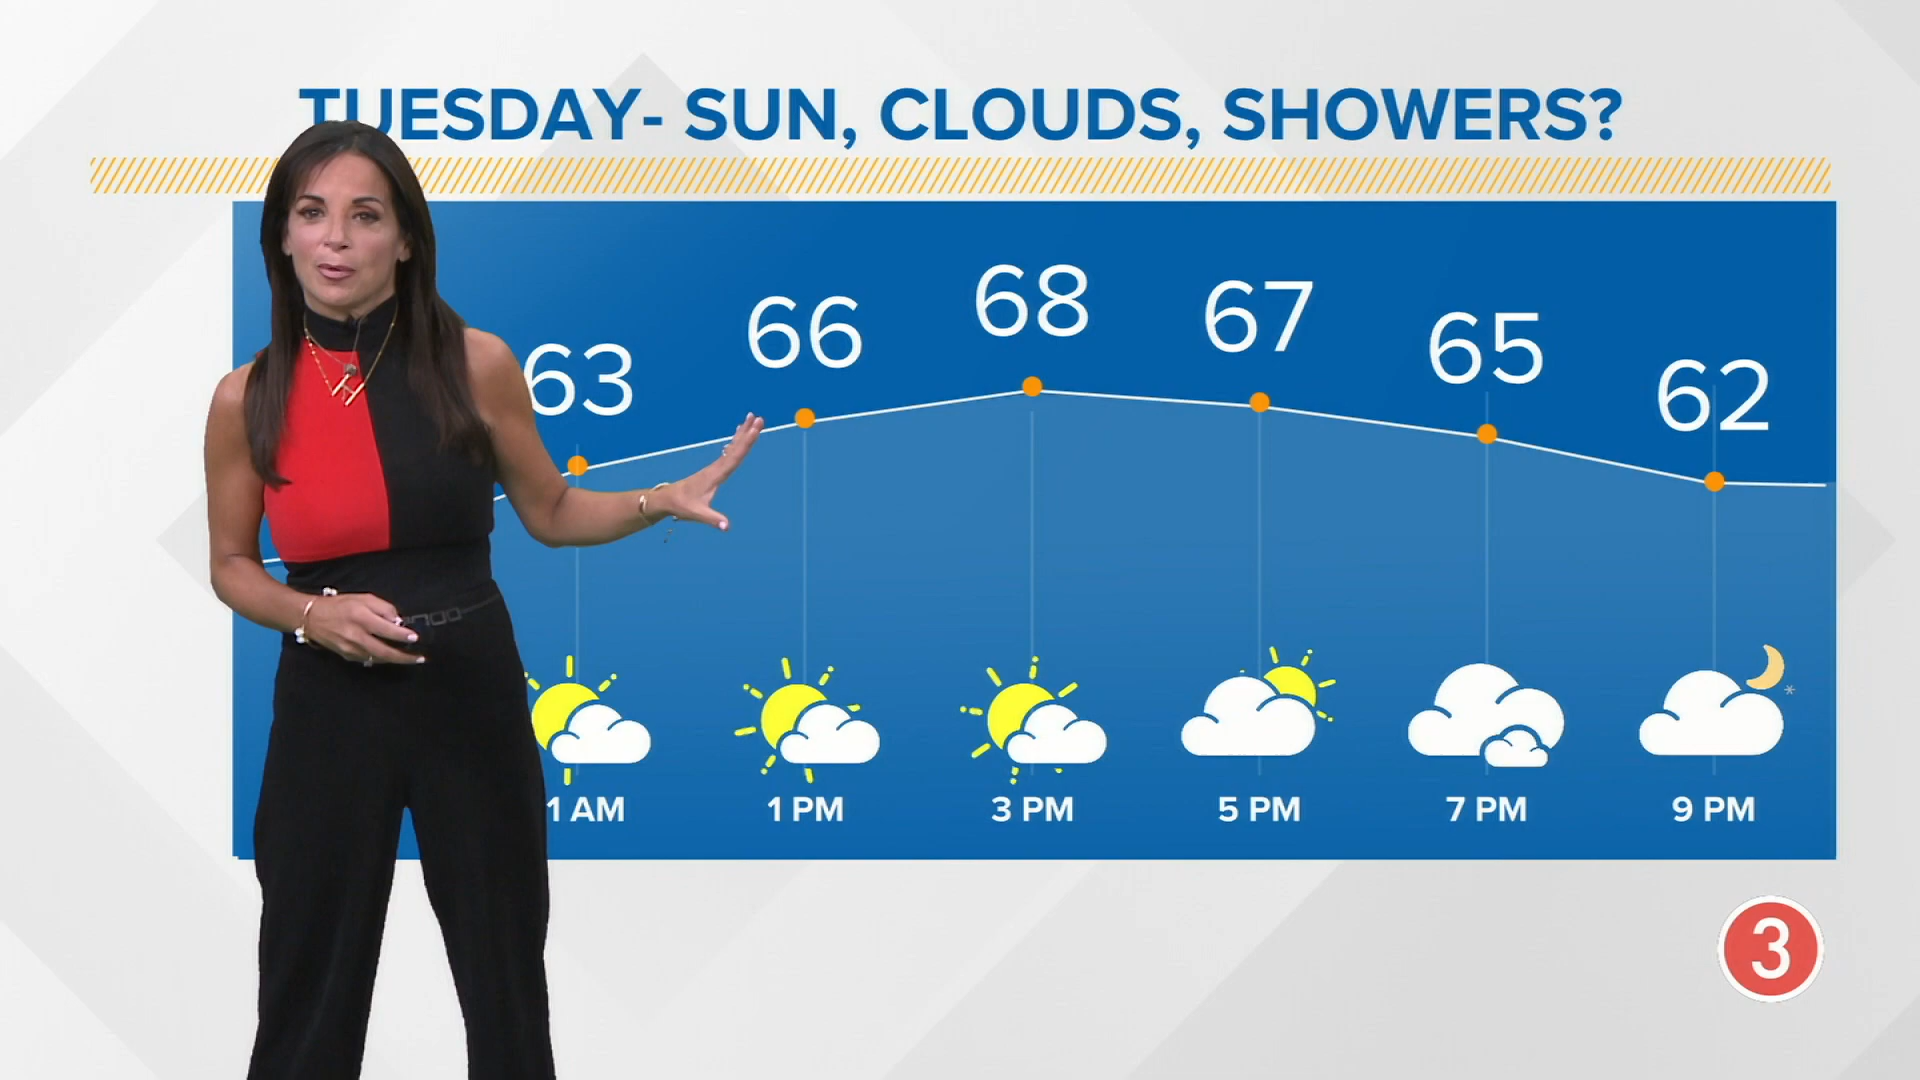 TUESDAY- SUN, CLOUDS, SHOWERS?
63 66 68 67 65 62
1 AM 1 PM 3 PM 5 PM 7 PM 9 PM
3
H